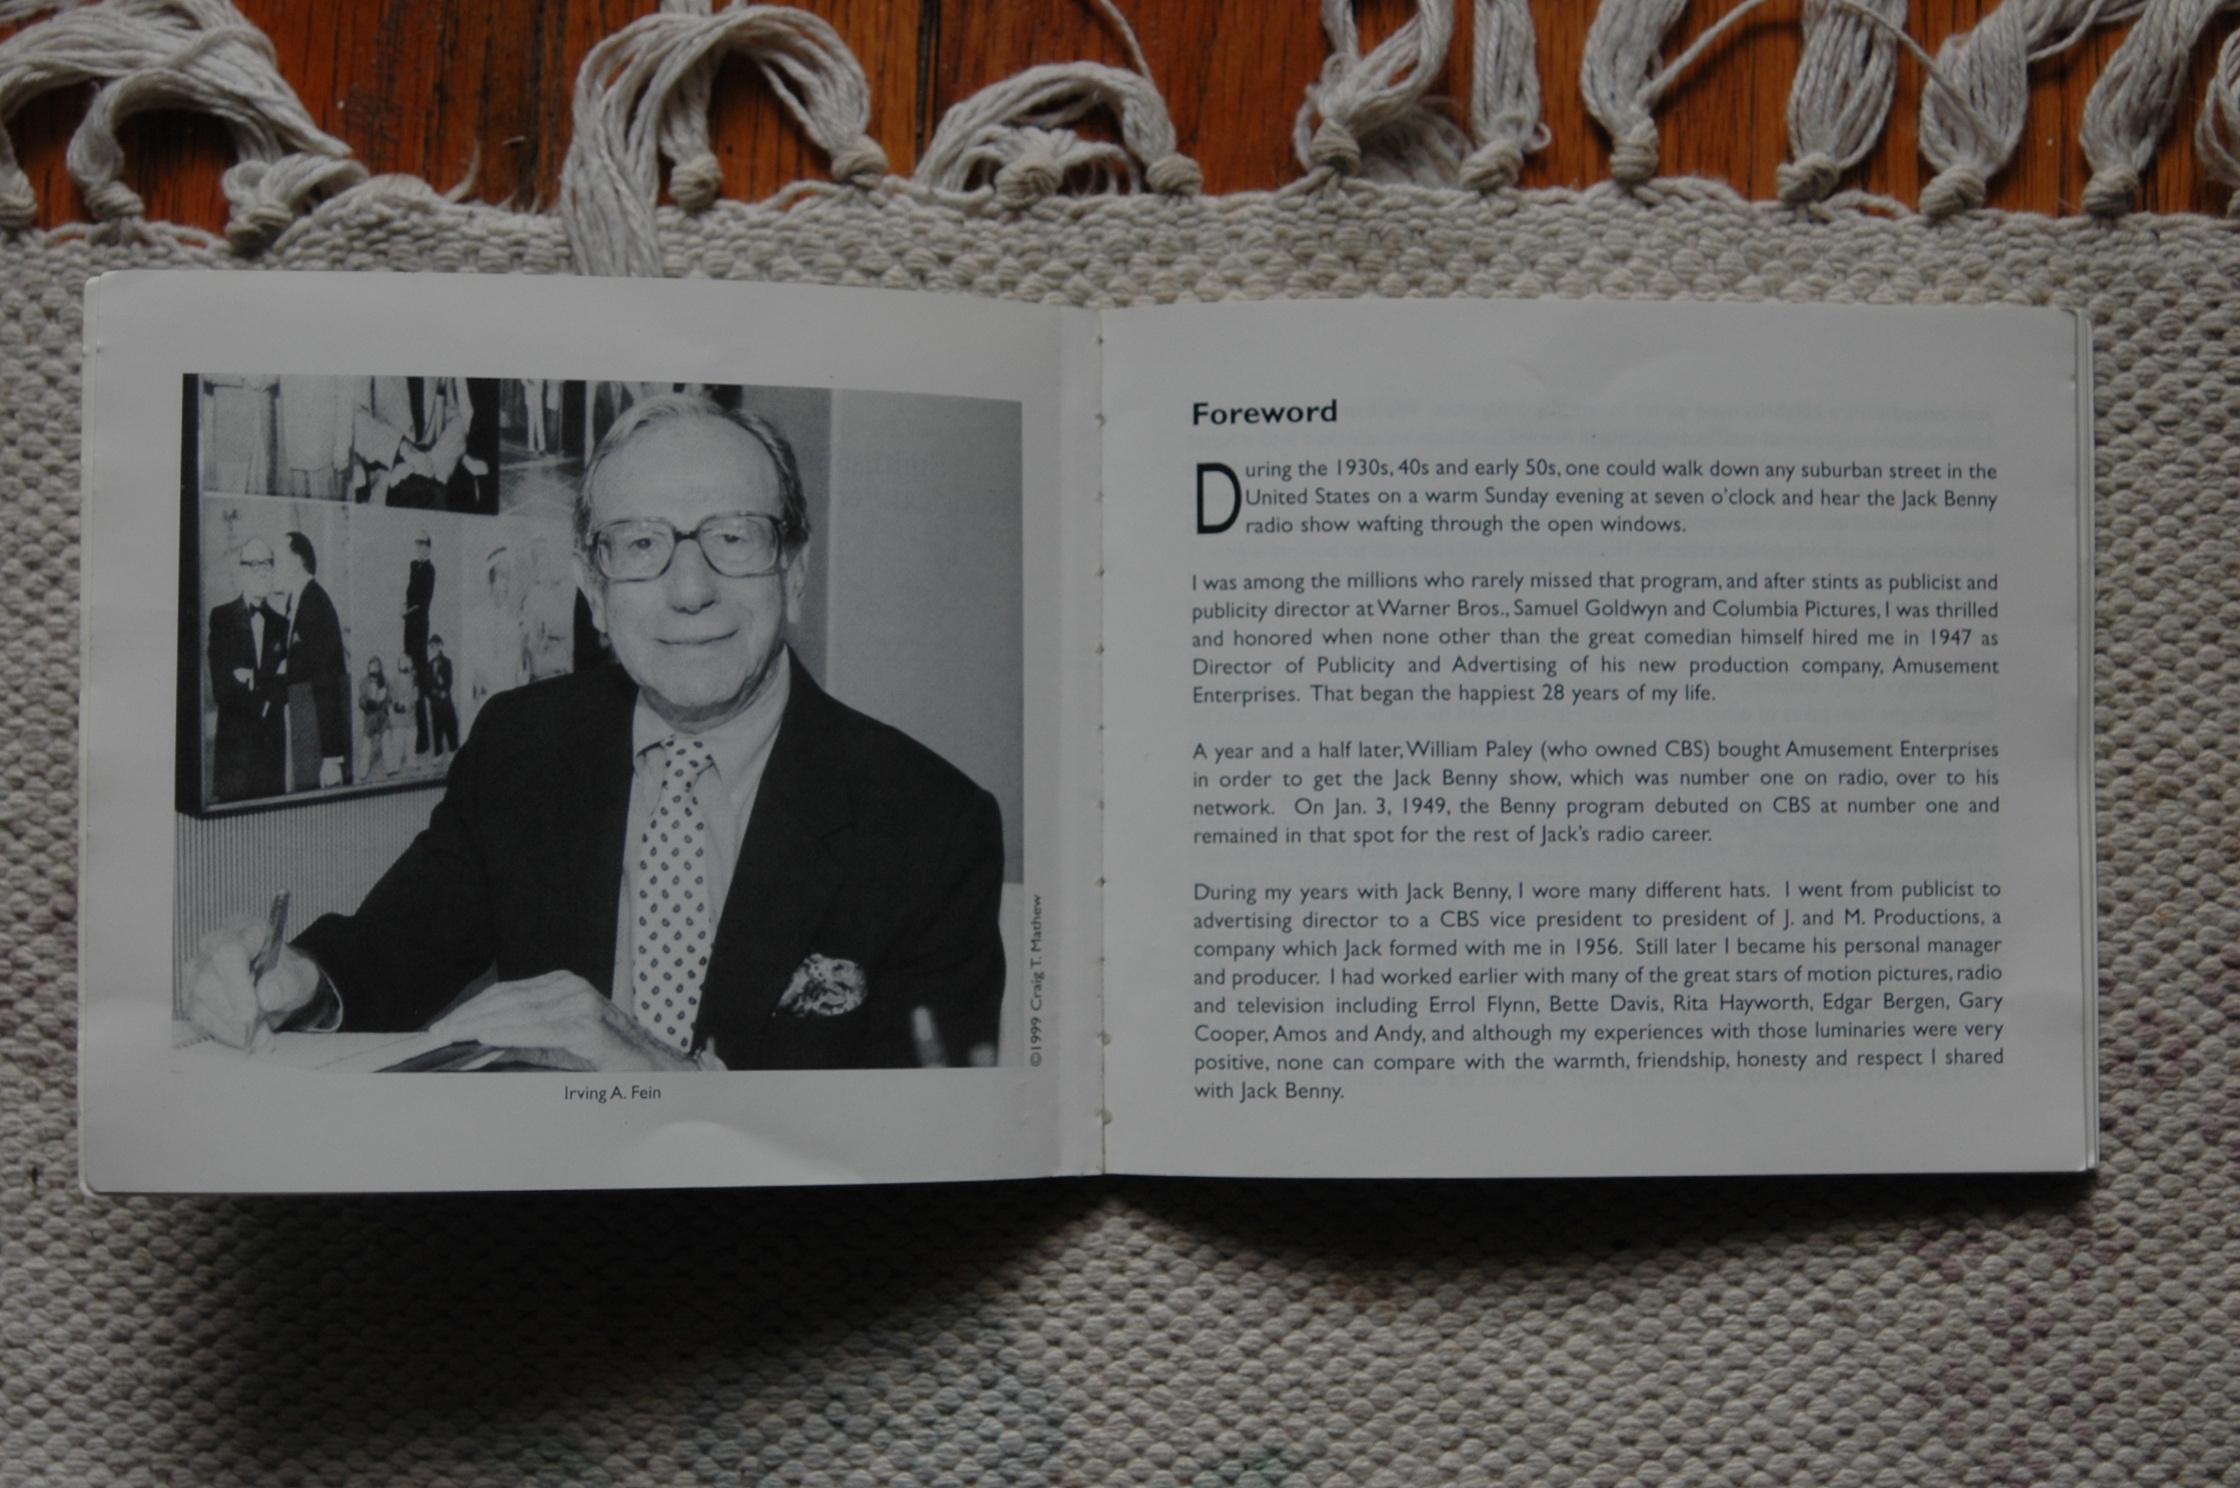 ©1999 Craig T. Mathew
Irving A. Fein
Foreword
During the 1930s, 40s and early 50s, one could walk down any suburban street in the
United States on a warm Sunday evening at seven o'clock and hear the Jack Benny
radio show wafting through the open windows.
I was among the millions who rarely missed that program, and after stints as publicist and
publicity director at Warner Bros., Samuel Goldwyn and Columbia Pictures, I was thrilled
and honored when none other than the great comedian himself hired me in 1947 as
Director of Publicity and Advertising of his new production company, Amusement
Enterprises. That began the happiest 28 years of my life.
A year and a half later, William Paley (who owned CBS) bought Amusement Enterprises
in order to get the Jack Benny show, which was number one on radio, over to his
network. On Jan. 3, 1949, the Benny program debuted on CBS at number one and
remained in that spot for the rest of Jack's radio career.
During my years with Jack Benny, I wore many different hats. I went from publicist to
advertising director to a CBS vice president to president of J. and M. Productions, a
company which Jack formed with me in 1956. Still later I became his personal manager
and producer. I had worked earlier with many of the great stars of motion pictures, radio
and television including Errol Flynn, Bette Davis, Rita Hayworth, Edgar Bergen, Gary
Cooper, Amos and Andy, and although my experiences with those luminaries were very
positive, none can compare with the warmth, friendship, honesty and respect I shared
with Jack Benny.